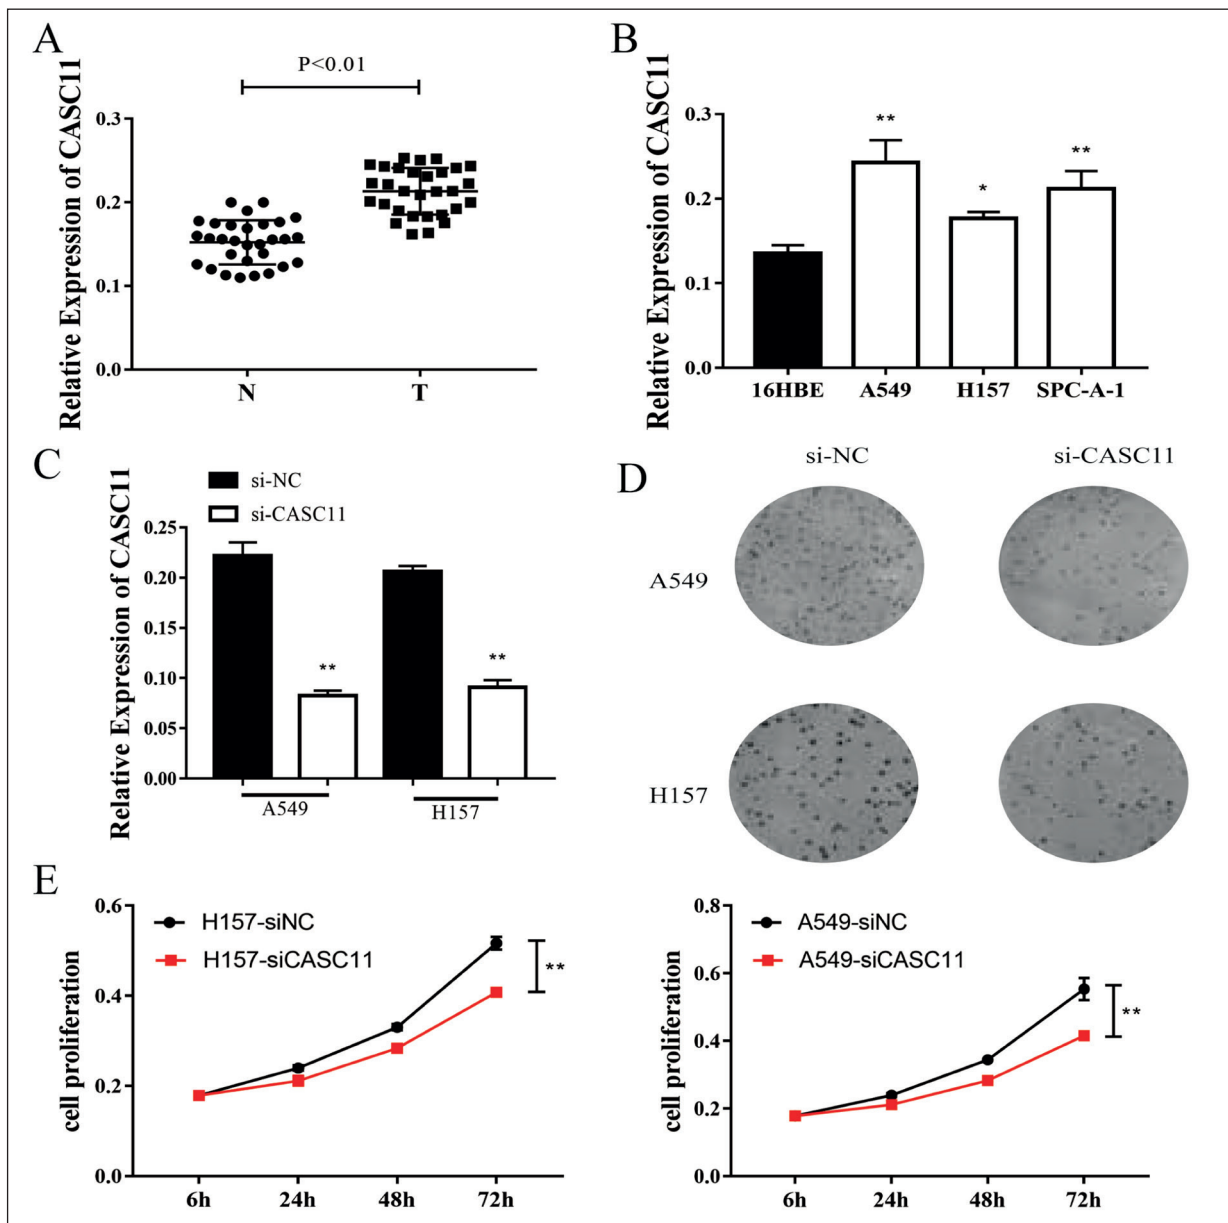 A
Relative Expression of CASC11
P<0.01
0.3
0.2
0.1
0.0
N T
B
Relative Expression of CASC11
0.3
0.2
0.1
0.0
** * **
16HBE A549 H157 SPC-A-1
C
Relative Expression of CASC11
si-NC
si-CASC11
0.25
0.20
0.15
0.10
0.05
0.00
** **
A549 H157
D
si-NC si-CASC11
A549
H157
E
cell proliferation
0.6
0.4
0.2
0.0
H157-siNC
H157-siCASC11
**
6h 24h 48h 72h
cell proliferation
0.8
0.6
0.4
0.2
0.0
A549-siNC
A549-siCASC11
**
6h 24h 48h 72h